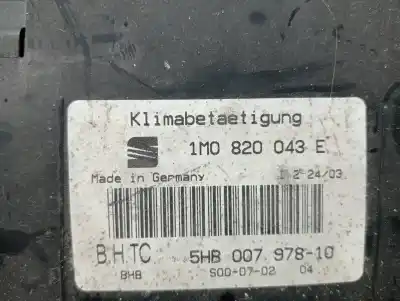 Klimabetaetigung
1M0 820 043 E
Made in Germany 2 24/03
B.H.TC 5HB 007 978-10
BHB S00-07-02 04